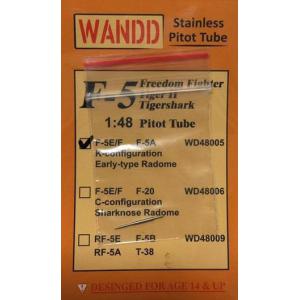 WANDD
Stainless
Pitot Tube
F-5
Freedom Fighter
Tiger II
Tigershark
1:48 Pitot Tube
F-5E/F F-5A WD48005
K-configuration
Early-type Radome
F-5E/F F-20 WD48006
C-configuration
Sharknose Radome
RF-5E F-5B WD48009
RF-5A T-38
! DESINGED FOR AGE 14 & UP